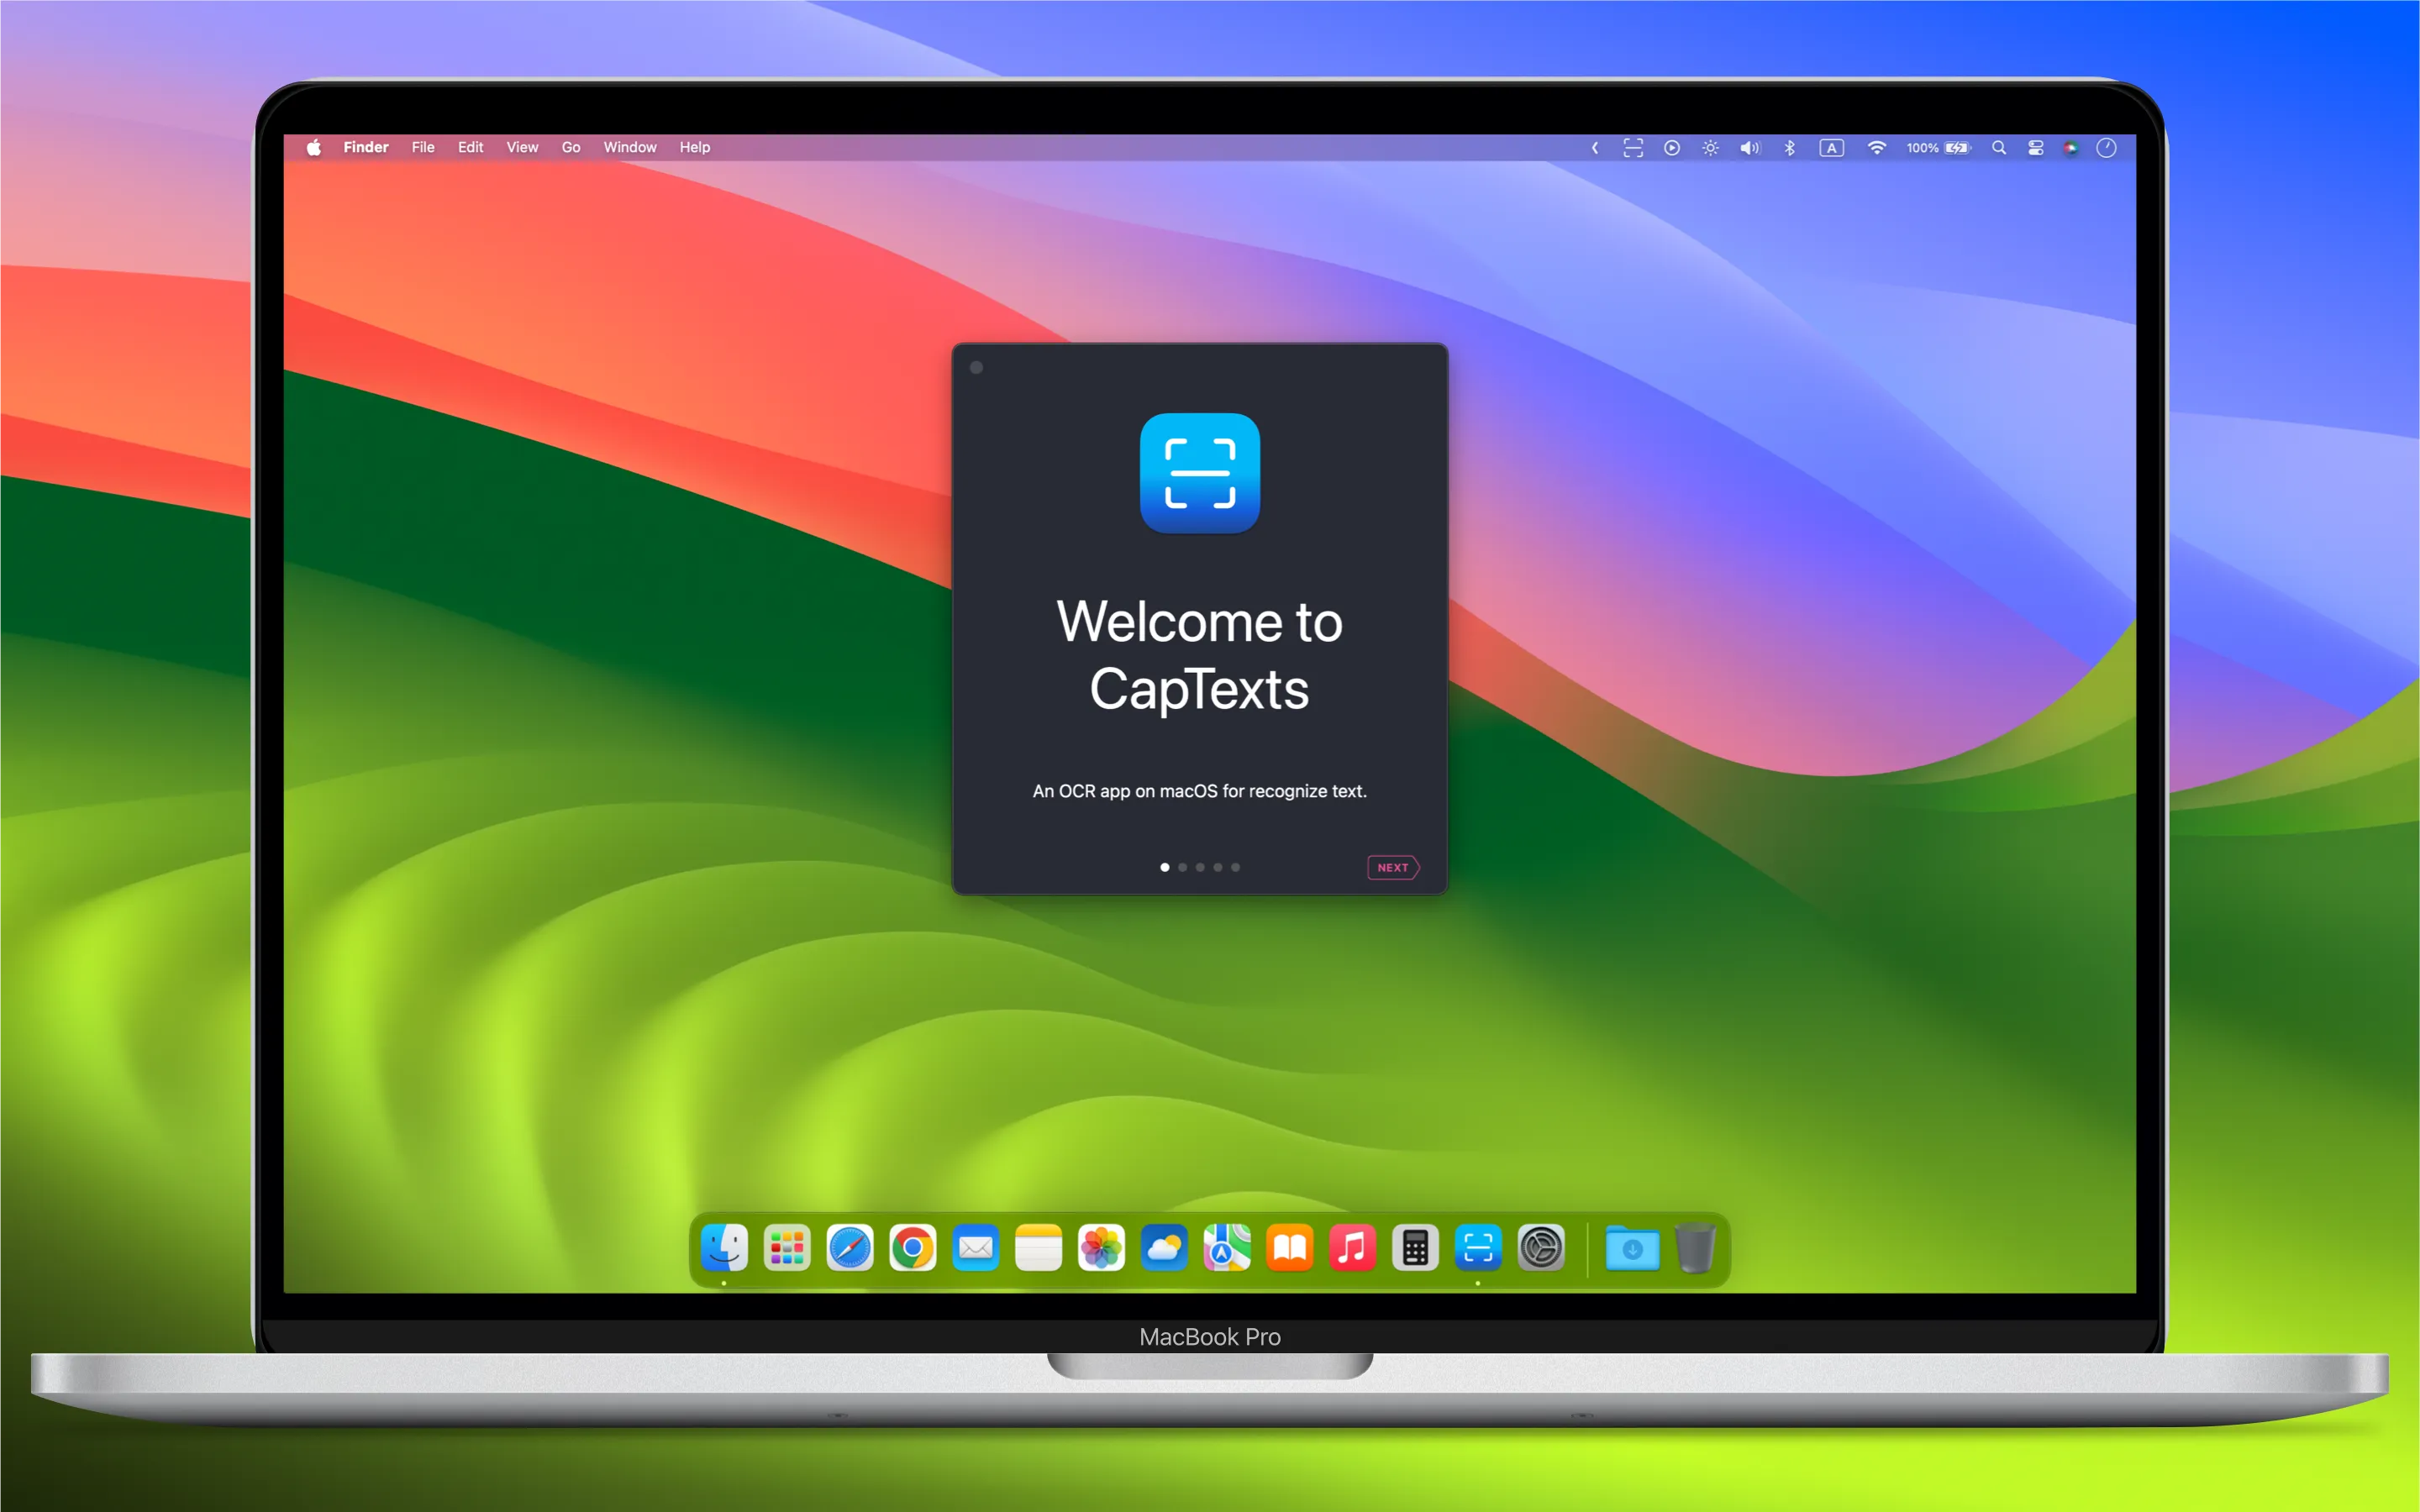 Finder File Edit View Go Window Help A 100%
Welcome to
CapTexts
An OCR app on macOS for recognize text.
NEXT
MacBook Pro